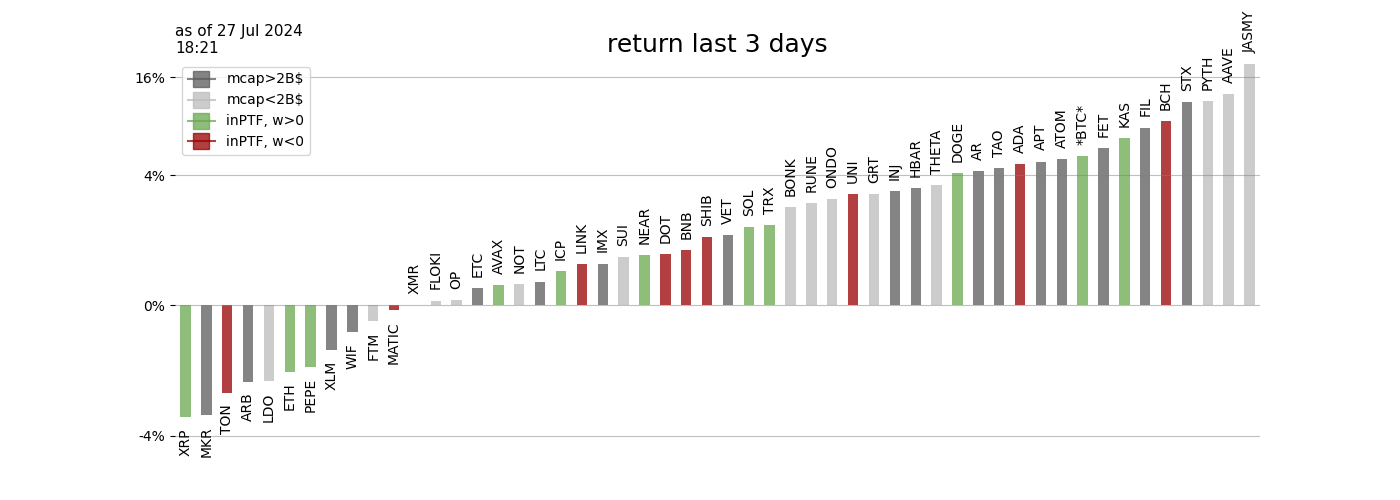 as of 27 Jul 2024
18:21
return last 3 days
mcap>2B$
mcap<2B$
inPTF, w>0
inPTF, w<0
16%
4%
0%
-4%
XRP
MKR
TON
ARB
LDO
ETH
PEPE
XLM
WIF
FTM
MATIC
XMR
FLOKI
OP
ETC
AVAX
NOT
LTC
ICP
LINK
IMX
SUI
NEAR
DOT
BNB
SHIB
VET
SOL
TRX
BONK
RUNE
ONDO
UNI
GRT
INJ
HBAR
THETA
DOGE
AR
TAO
ADA
APT
ATOM
*BTC*
FET
KAS
FIL
BCH
STX
PYTH
AAVE
JASMY